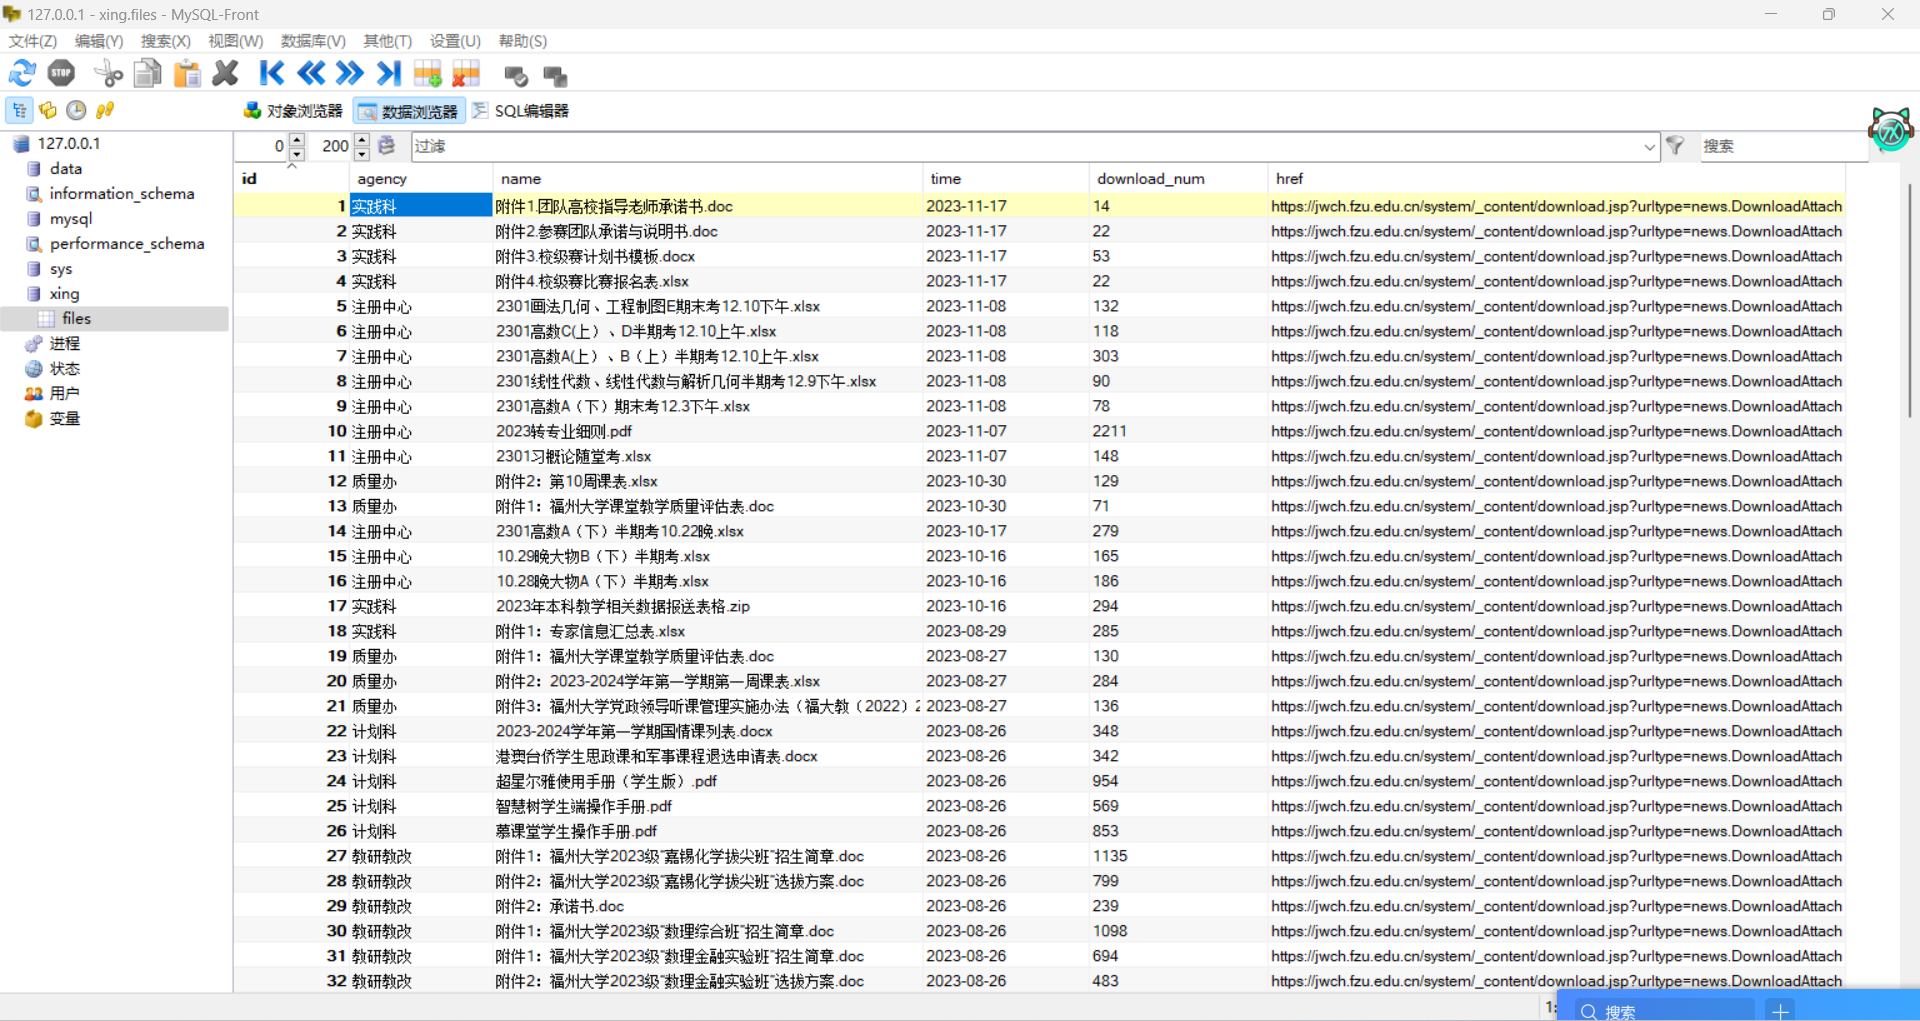 127.0.0.1 - xing.files - MySQL-Front
文件(Z) 编辑(Y) 搜索(X) 视图(W) 数据库(V) 其他(T) 设置(U) 帮助(S)
STOP
对象浏览器 数据浏览器 SQL编辑器
127.0.0.1
data
information_schema
mysql
performance_schema
sys
xing
files
进程
状态
用户
变量
0 200 过滤 搜索
id agency name time download_num href
1 实践科 附件1.团队高校指导老师承诺书.doc 2023-11-17 14 https://jwch.fzu.edu.cn/system/_content/download.jsp?urltype=news.DownloadAttach
2 实践科 附件2.参赛团队承诺与说明书.doc 2023-11-17 22 https://jwch.fzu.edu.cn/system/_content/download.jsp?urltype=news.DownloadAttach
3 实践科 附件3.校级赛计划书模板.docx 2023-11-17 53 https://jwch.fzu.edu.cn/system/_content/download.jsp?urltype=news.DownloadAttach
4 实践科 附件4.校级赛比赛报名表.xlsx 2023-11-17 22 https://jwch.fzu.edu.cn/system/_content/download.jsp?urltype=news.DownloadAttach
5 注册中心 2301画法几何、工程制图E期末考12.10下午.xlsx 2023-11-08 132 https://jwch.fzu.edu.cn/system/_content/download.jsp?urltype=news.DownloadAttach
6 注册中心 2301高数C(上）、D半期考12.10上午.xlsx 2023-11-08 118 https://jwch.fzu.edu.cn/system/_content/download.jsp?urltype=news.DownloadAttach
7 注册中心 2301高数A(上）、B（上）半期考12.10上午.xlsx 2023-11-08 303 https://jwch.fzu.edu.cn/system/_content/download.jsp?urltype=news.DownloadAttach
8 注册中心 2301线性代数、线性代数与解析几何半期考12.9下午.xlsx 2023-11-08 90 https://jwch.fzu.edu.cn/system/_content/download.jsp?urltype=news.DownloadAttach
9 注册中心 2301高数A（下）期末考12.3下午.xlsx 2023-11-08 78 https://jwch.fzu.edu.cn/system/_content/download.jsp?urltype=news.DownloadAttach
10 注册中心 2023转专业细则.pdf 2023-11-07 2211 https://jwch.fzu.edu.cn/system/_content/download.jsp?urltype=news.DownloadAttach
11 注册中心 2301习概论随堂考.xlsx 2023-11-07 148 https://jwch.fzu.edu.cn/system/_content/download.jsp?urltype=news.DownloadAttach
12 质量办 附件2：第10周课表.xlsx 2023-10-30 129 https://jwch.fzu.edu.cn/system/_content/download.jsp?urltype=news.DownloadAttach
13 质量办 附件1：福州大学课堂教学质量评估表.doc 2023-10-30 71 https://jwch.fzu.edu.cn/system/_content/download.jsp?urltype=news.DownloadAttach
14 注册中心 2301高数A（下）半期考10.22晚.xlsx 2023-10-17 279 https://jwch.fzu.edu.cn/system/_content/download.jsp?urltype=news.DownloadAttach
15 注册中心 10.29晚大物B（下）半期考.xlsx 2023-10-16 165 https://jwch.fzu.edu.cn/system/_content/download.jsp?urltype=news.DownloadAttach
16 注册中心 10.28晚大物A（下）半期考.xlsx 2023-10-16 186 https://jwch.fzu.edu.cn/system/_content/download.jsp?urltype=news.DownloadAttach
17 实践科 2023年本科教学相关数据报送表格.zip 2023-10-16 294 https://jwch.fzu.edu.cn/system/_content/download.jsp?urltype=news.DownloadAttach
18 实践科 附件1：专家信息汇总表.xlsx 2023-08-29 285 https://jwch.fzu.edu.cn/system/_content/download.jsp?urltype=news.DownloadAttach
19 质量办 附件1：福州大学课堂教学质量评估表.doc 2023-08-27 130 https://jwch.fzu.edu.cn/system/_content/download.jsp?urltype=news.DownloadAttach
20 质量办 附件2：2023-2024学年第一学期第一周课表.xlsx 2023-08-27 284 https://jwch.fzu.edu.cn/system/_content/download.jsp?urltype=news.DownloadAttach
21 质量办 附件3：福州大学党政领导听课管理实施办法（福大教（2022）2 2023-08-27 136 https://jwch.fzu.edu.cn/system/_content/download.jsp?urltype=news.DownloadAttach
22 计划科 2023-2024学年第一学期国情课列表.docx 2023-08-26 348 https://jwch.fzu.edu.cn/system/_content/download.jsp?urltype=news.DownloadAttach
23 计划科 港澳台侨学生思政课和军事课程退选申请表.docx 2023-08-26 342 https://jwch.fzu.edu.cn/system/_content/download.jsp?urltype=news.DownloadAttach
24 计划科 超星尔雅使用手册（学生版）.pdf 2023-08-26 954 https://jwch.fzu.edu.cn/system/_content/download.jsp?urltype=news.DownloadAttach
25 计划科 智慧树学生端操作手册.pdf 2023-08-26 569 https://jwch.fzu.edu.cn/system/_content/download.jsp?urltype=news.DownloadAttach
26 计划科 慕课堂学生操作手册.pdf 2023-08-26 853 https://jwch.fzu.edu.cn/system/_content/download.jsp?urltype=news.DownloadAttach
27 教研教改 附件1：福州大学2023级“嘉锡化学拔尖班”招生简章.doc 2023-08-26 1135 https://jwch.fzu.edu.cn/system/_content/download.jsp?urltype=news.DownloadAttach
28 教研教改 附件2：福州大学2023级“嘉锡化学拔尖班”选拔方案.doc 2023-08-26 799 https://jwch.fzu.edu.cn/system/_content/download.jsp?urltype=news.DownloadAttach
29 教研教改 附件2：承诺书.doc 2023-08-26 239 https://jwch.fzu.edu.cn/system/_content/download.jsp?urltype=news.DownloadAttach
30 教研教改 附件1：福州大学2023级“数理综合班”招生简章.doc 2023-08-26 1098 https://jwch.fzu.edu.cn/system/_content/download.jsp?urltype=news.DownloadAttach
31 教研教改 附件1：福州大学2023级“数理金融实验班”招生简章.doc 2023-08-26 694 https://jwch.fzu.edu.cn/system/_content/download.jsp?urltype=news.DownloadAttach
32 教研教改 附件2：福州大学2023级“数理金融实验班”选拔方案.doc 2023-08-26 483 https://jwch.fzu.edu.cn/system/_content/download.jsp?urltype=news.DownloadAttach
1: 搜索